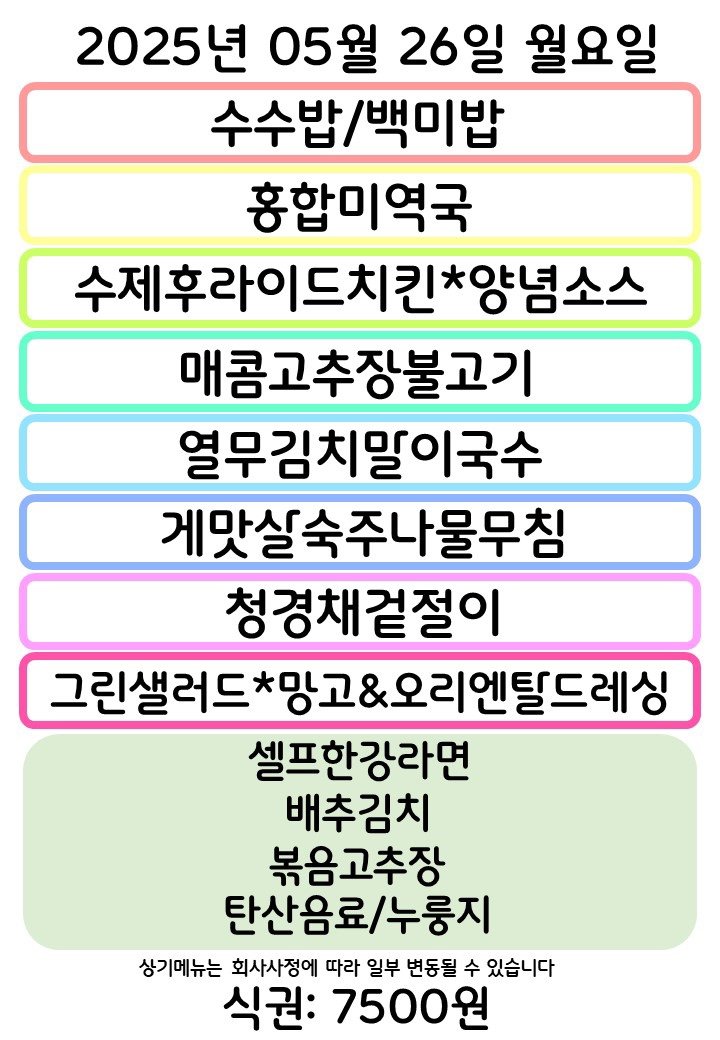 2025년 05월 26일 월요일
수수밥/백미밥
홍합미역국
수제후라이드치킨*양념소스
매콤고추장불고기
열무김치말이국수
게맛살숙주나물무침
청경채겉절이
그린샐러드*망고&오리엔탈드레싱
셀프한강라면
배추김치
볶음고추장
탄산음료/누룽지
상기메뉴는 회사사정에 따라 일부 변동될 수 있습니다
식권: 7500원